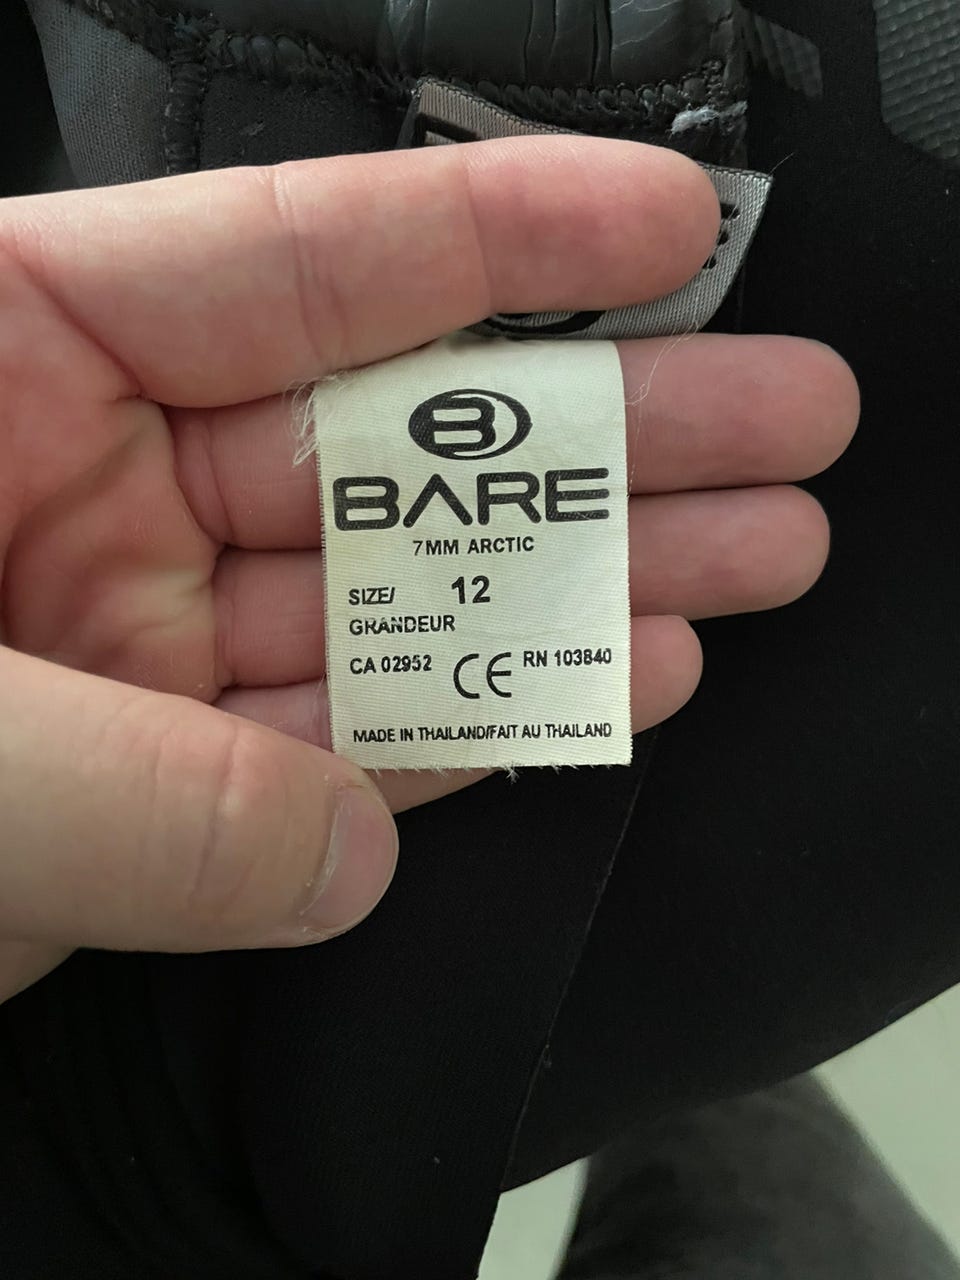 B
BARE
7MM ARCTIC
SIZE/ 12
GRANDEUR
CA 02952 CE RN 103840
MADE IN THAILAND/FAIT AU THAILAND